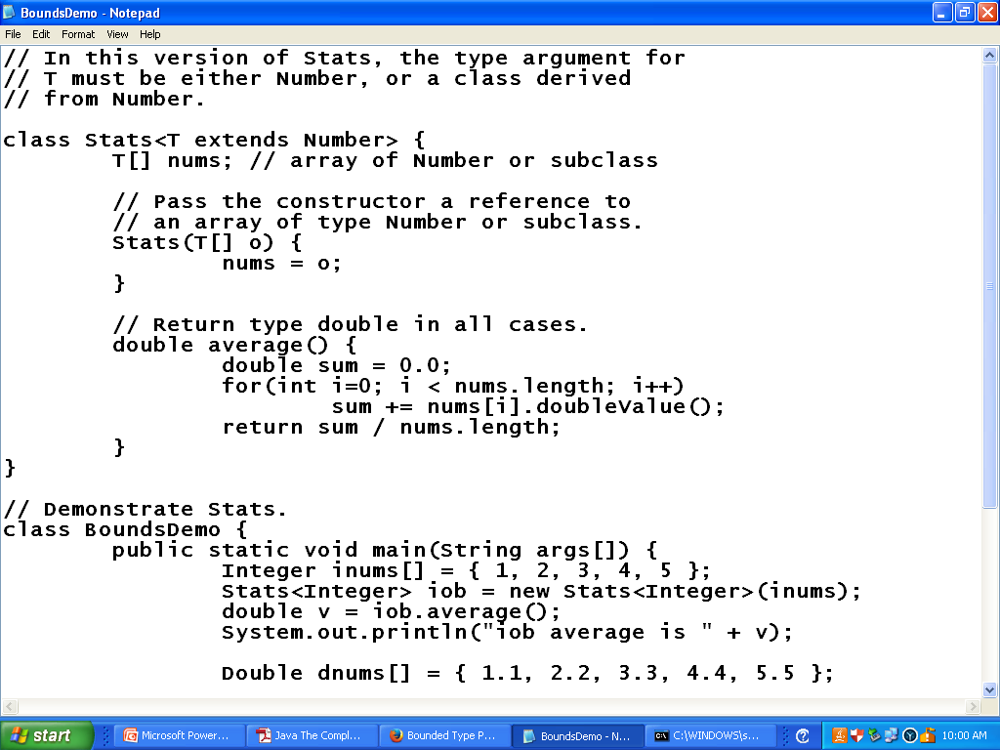 BoundsDemo - Notepad
File Edit Format View Help
// In this version of Stats, the type argument for
// T must be either Number, or a class derived
// from Number.
class Stats<T extends Number> {
T[] nums; // array of Number or subclass
// Pass the constructor a reference to
// an array of type Number or subclass.
Stats(T[] o) {
nums = o;
}
// Return type double in all cases.
double average() {
double sum = 0.0;
for(int i=0; i < nums.length; i++)
sum += nums[i].doubleValue();
return sum / nums.length;
}
}
// Demonstrate Stats.
class BoundsDemo {
public static void main(String args[]) {
Integer inums[] = { 1, 2, 3, 4, 5 };
Stats<Integer> iob = new Stats<Integer>(inums);
double v = iob.average();
System.out.println("iob average is " + v);
Double dnums[] = { 1.1, 2.2, 3.3, 4.4, 5.5 };
start Microsoft Power... Java The Compl... Bounded Type P... BoundsDemo - N... C:\WINDOWS\s... 10:00 AM